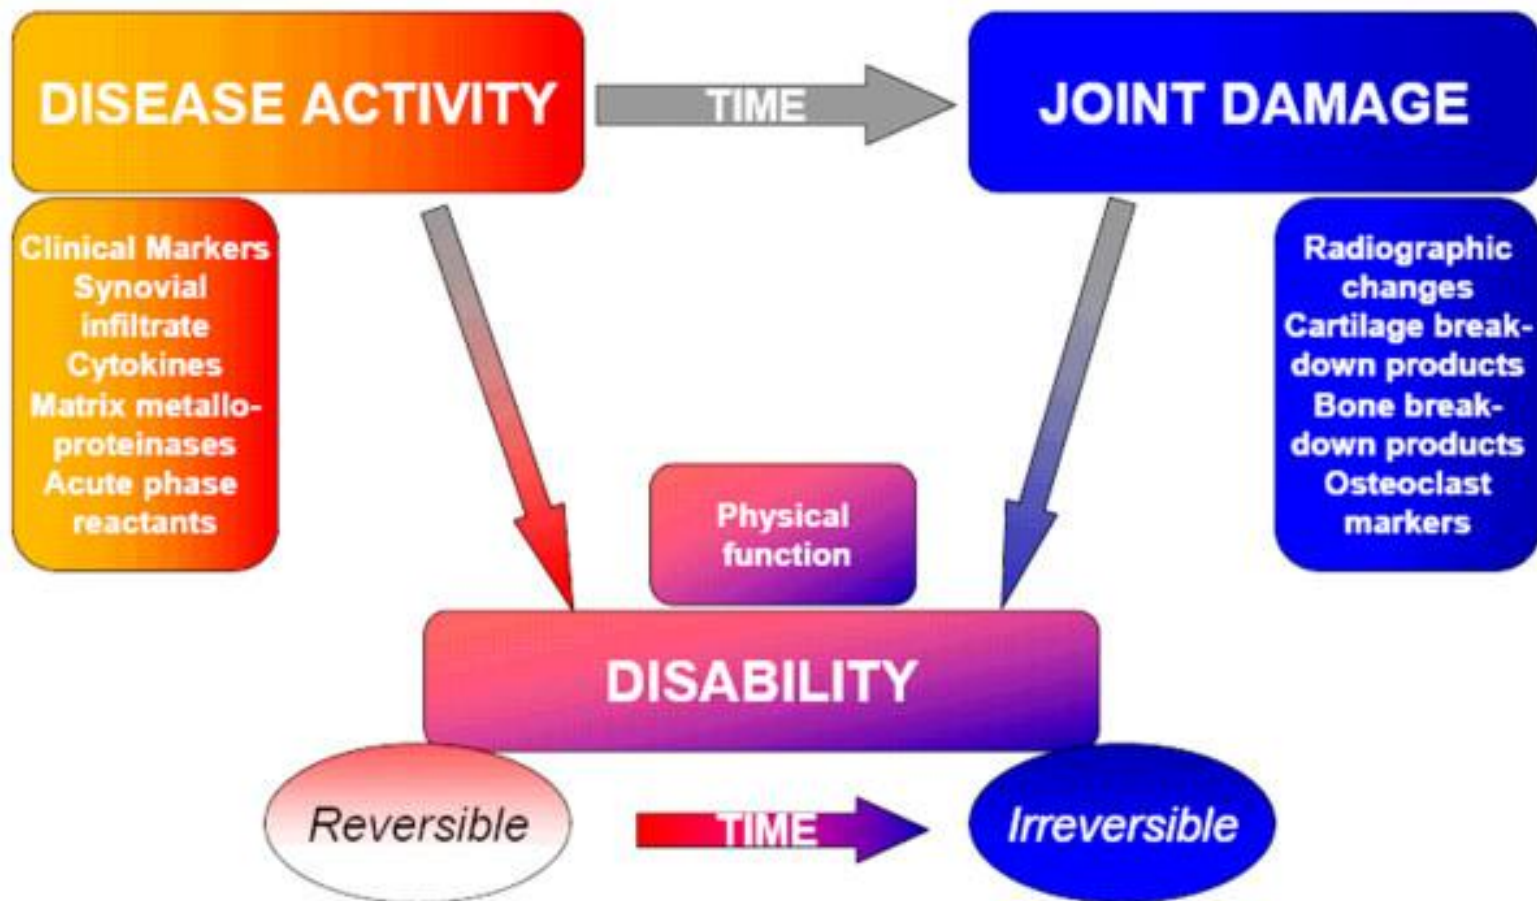 DISEASE ACTIVITY
TIME
JOINT DAMAGE
Clinical Markers
Synovial
infiltrate
Cytokines
Matrix metallo-
proteinases
Acute phase
reactants
Radiographic
changes
Cartilage break-
down products
Bone break-
down products
Osteoclast
markers
Physical
function
DISABILITY
Reversible
TIME
Irreversible